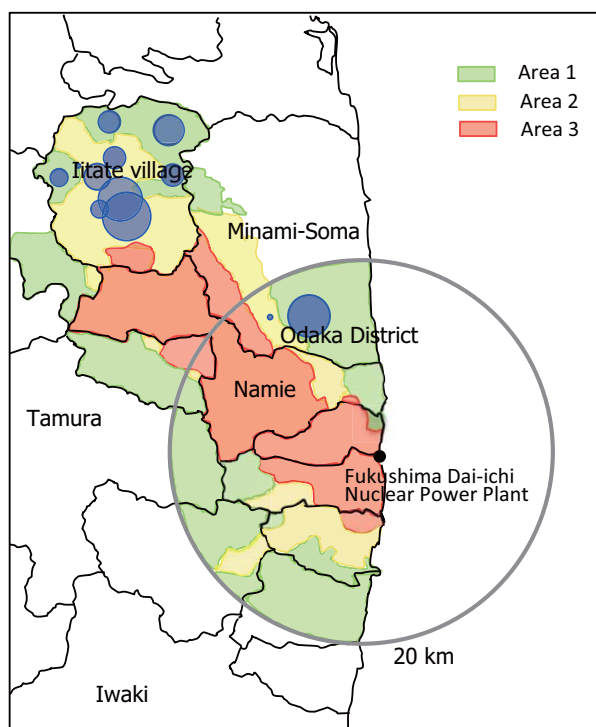 Area 1
Area 2
Area 3
Iitate village
Minami-Soma
Odaka District
Namie
Tamura
Fukushima Dai-ichi
Nuclear Power Plant
20 km
Iwaki